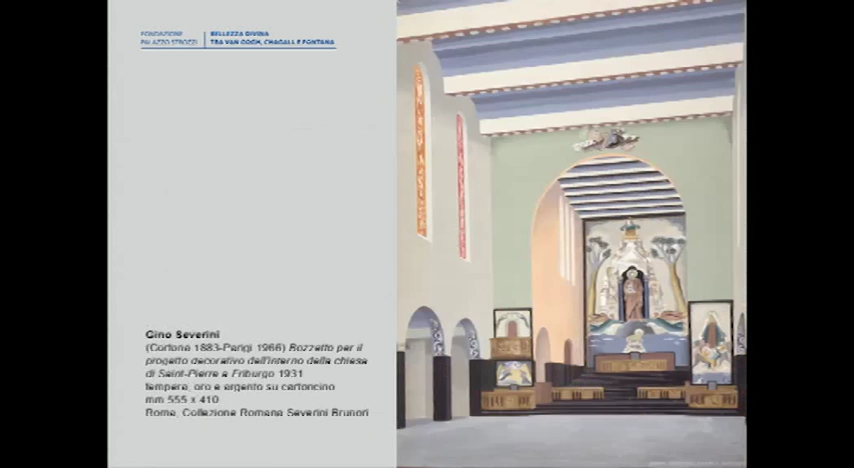 FONDAZIONE
PALAZZO STROZZI
BELLEZZA DIVINA
TRA VAN GOGH, CHAGALL E FONTANA
Gino Severini
(Cortona 1883-Parigi 1966) Bozzetto per il
progetto decorativo dell'interno della chiesa
di Saint-Pierre a Friburgo 1931
tempera, oro e argento su cartoncino
mm 555 x 410
Roma, Collezione Romana Severini Brunori